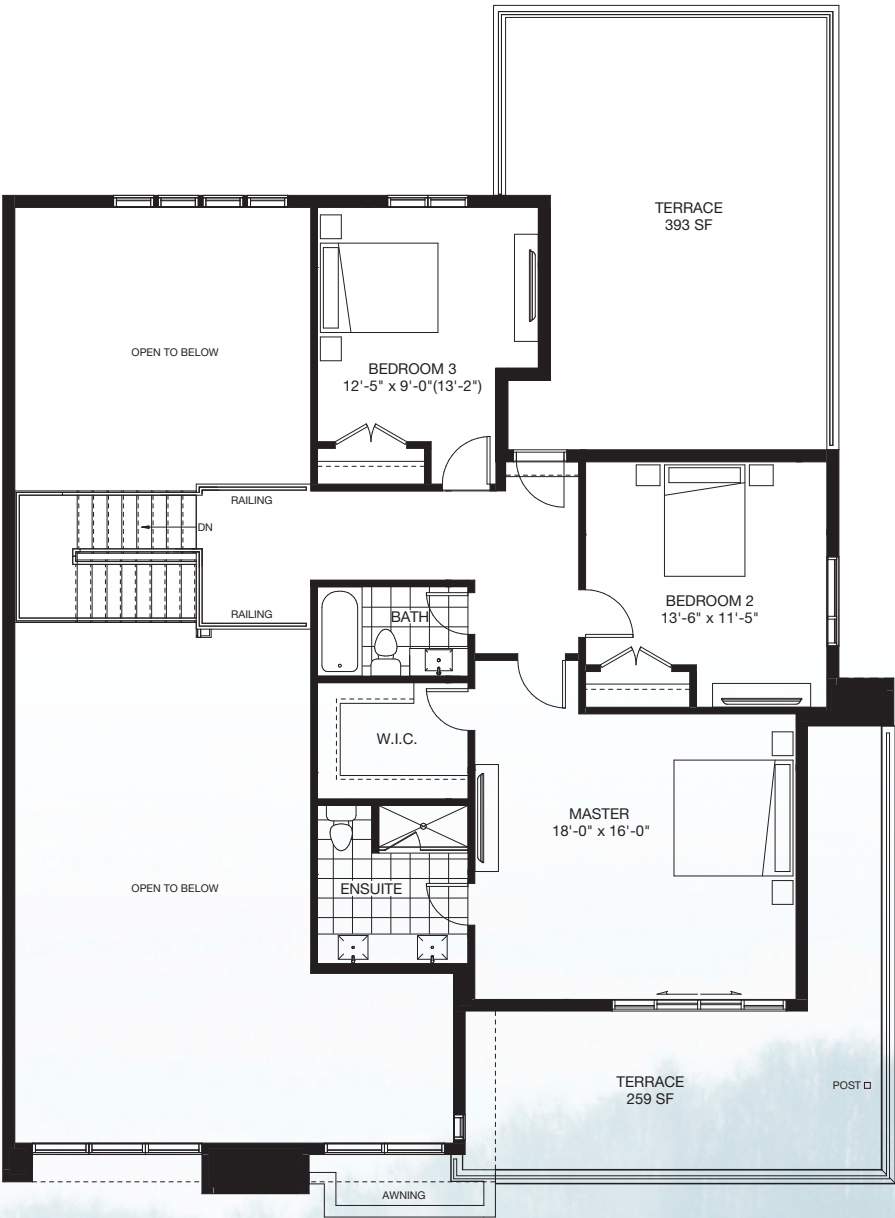 TERRACE
393 SF
OPEN TO BELOW
BEDROOM 3
12'-5" x 9'-0"(13'-2")
RAILING
DN
RAILING
BATH
BEDROOM 2
13'-6" x 11'-5"
W.I.C.
MASTER
18'-0" x 16'-0"
OPEN TO BELOW
ENSUITE
TERRACE
259 SF
POST
AWNING